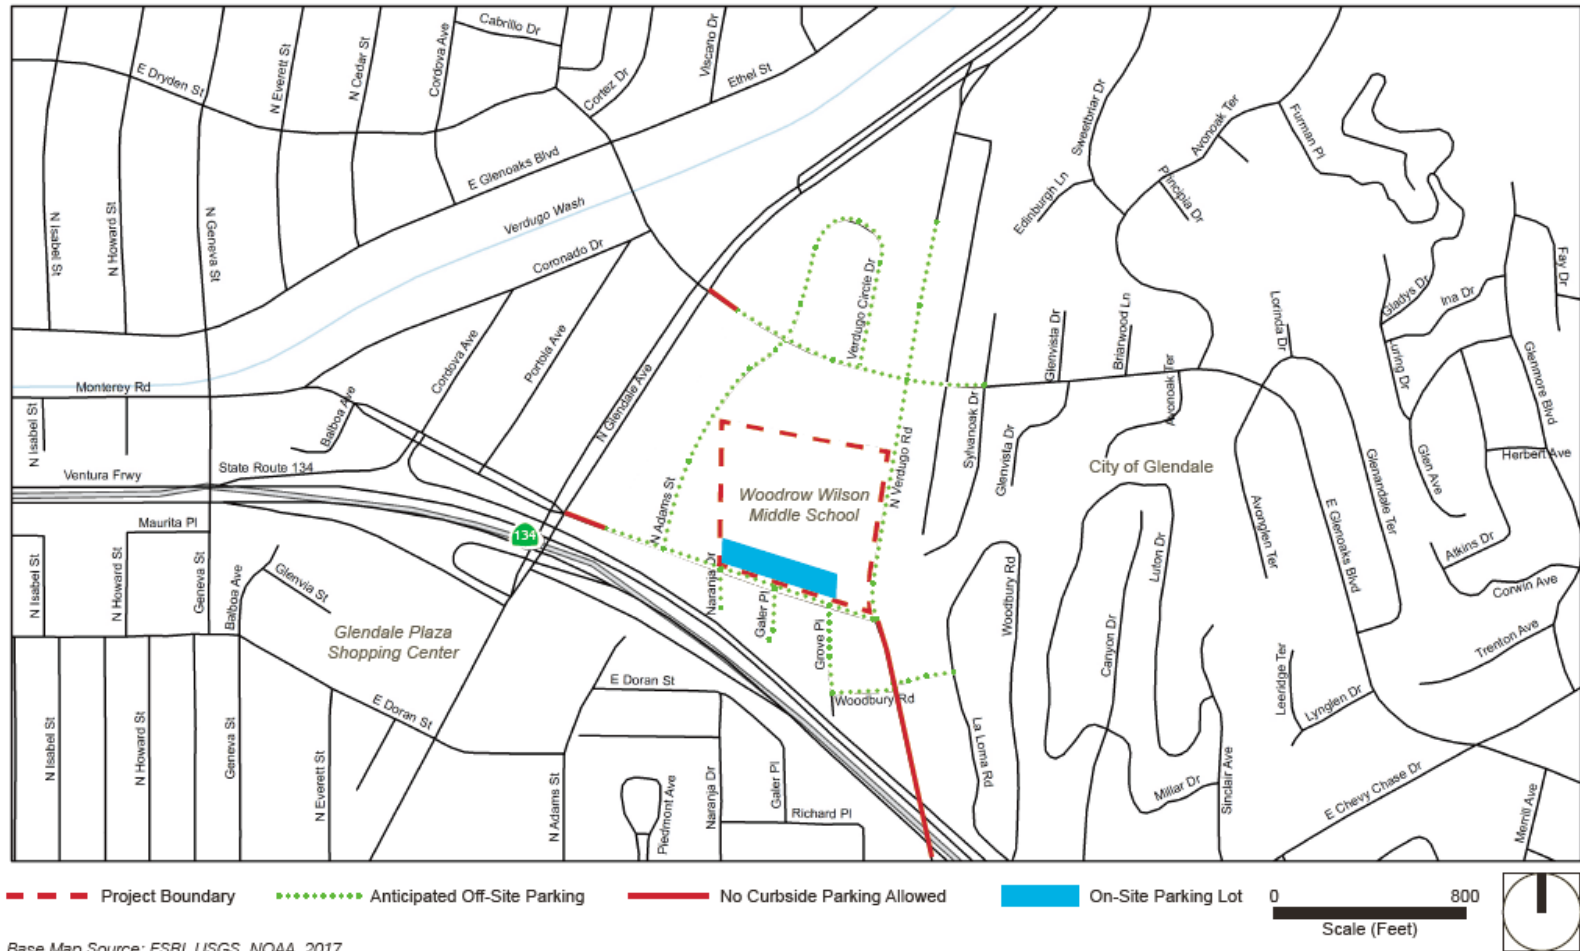 Cabrillo Dr
Viscano Dr
Cordova Ave
N Cedar St
N Everett St
E Dryden St
Ethel St
Cortez Dr
Sweetbriar Dr
Avonoak Ter
Furman Pl
E Glenoaks Blvd
Principia Dr
Edinburgh Ln
N Isabel St
N Howard St
N Geneva St
Verdugo Wash
Coronado Dr
Fay Dr
Verdugo Circle Dr
Gladys Dr
Ina Dr
Lorinda Dr
Briarwood Ln
Glenvista Dr
Cordova Ave
Portola Ave
uring Dr
Glenmore Blvd
Monterey Rd
N Glendale Ave
Avonoak Ter
Balboa Ave
N Isabel St
Sylvanoak Dr
N Verdugo Rd
Glenvista Dr
City of Glendale
Glenandale Ter
Glen Ave
Herbert Ave
Ventura Frwy
State Route 134
Woodrow Wilson
Middle School
N Adams St
Maurita Pl
134
Avonglen Ter
E Glenoaks Blvd
Luton Dr
Atkins Dr
Corwin Ave
N Isabel St
N Howard St
Geneva St
Balboa Ave
Glenvia St
Naranja Dr
Galer Pl
Grove Pl
Woodbury Rd
Canyon Dr
Glendale Plaza
Shopping Center
Trenton Ave
Leeridge Ter
Lynglen Dr
E Doran St
E Doran St
Woodbury Rd
La Loma Rd
N Isabel St
N Howard St
Geneva St
N Everett St
N Adams St
Piedmont Ave
Naranja Dr
Galer Pl
Richard Pl
Millar Dr
Sinclair Ave
E Chevy Chase Dr
Merrill Ave
Project Boundary
Anticipated Off-Site Parking
No Curbside Parking Allowed
On-Site Parking Lot
0 800
Scale (Feet)
Base Map Source: ESRI, USGS, NOAA, 2017